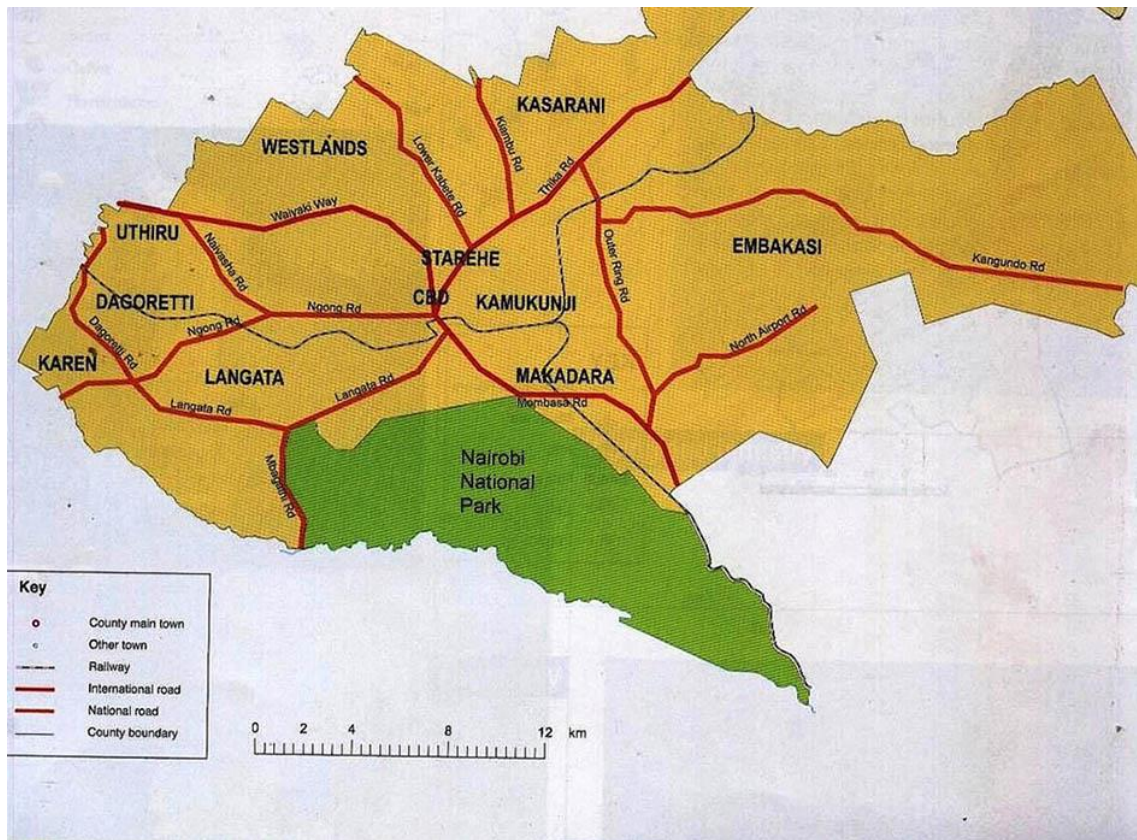 KASARANI
WESTLANDS
Lower Kabete Rd
Kiambu Rd
Thika Rd
UTHIRU
Waiyaki Way
Naivasha Rd
STAREHE
EMBAKASI
Outer Ring Rd
Kangundo Rd
DAGORETTI
CBD
KAMUKUNJI
Ngong Rd
Ngong Rd
North Airport Rd
Dagoretti Rd
KAREN
LANGATA
MAKADARA
Langata Rd
Langata Rd
Mombasa Rd
Mbagathi Rd
Nairobi
National
Park
Key
County main town
Other town
Railway
International road
National road
County boundary
0 4 8 12 km